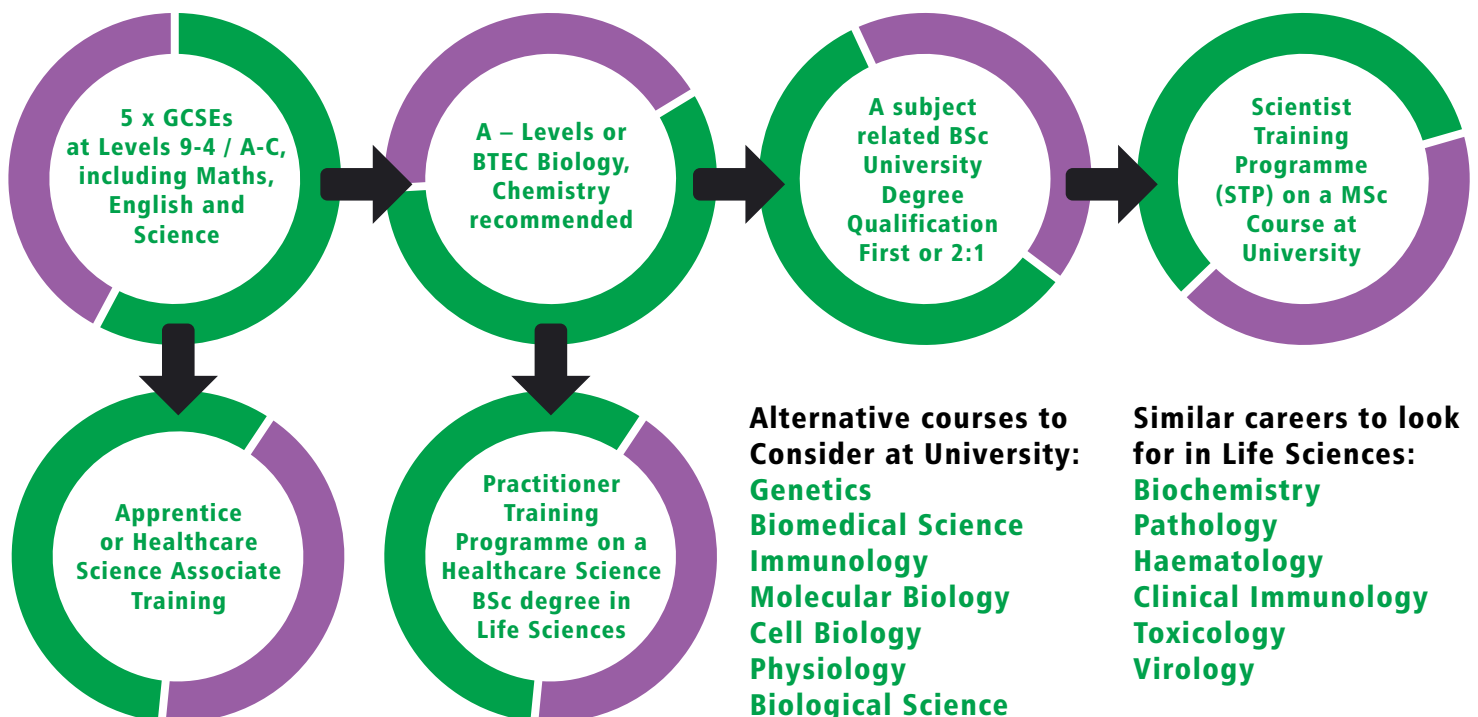 5 x GCSEs
at Levels 9-4 / A-C,
including Maths,
English and
Science
A – Levels or
BTEC Biology,
Chemistry
recommended
A subject
related BSc
University
Degree
Qualification
First or 2:1
Scientist
Training
Programme
(STP) on a MSc
Course at
University
Apprentice
or Healthcare
Science Associate
Training
Practitioner
Training
Programme on a
Healthcare Science
BSc degree in
Life Sciences
Alternative courses to
Consider at University:
Genetics
Biomedical Science
Immunology
Molecular Biology
Cell Biology
Physiology
Biological Science
Similar careers to look
for in Life Sciences:
Biochemistry
Pathology
Haematology
Clinical Immunology
Toxicology
Virology